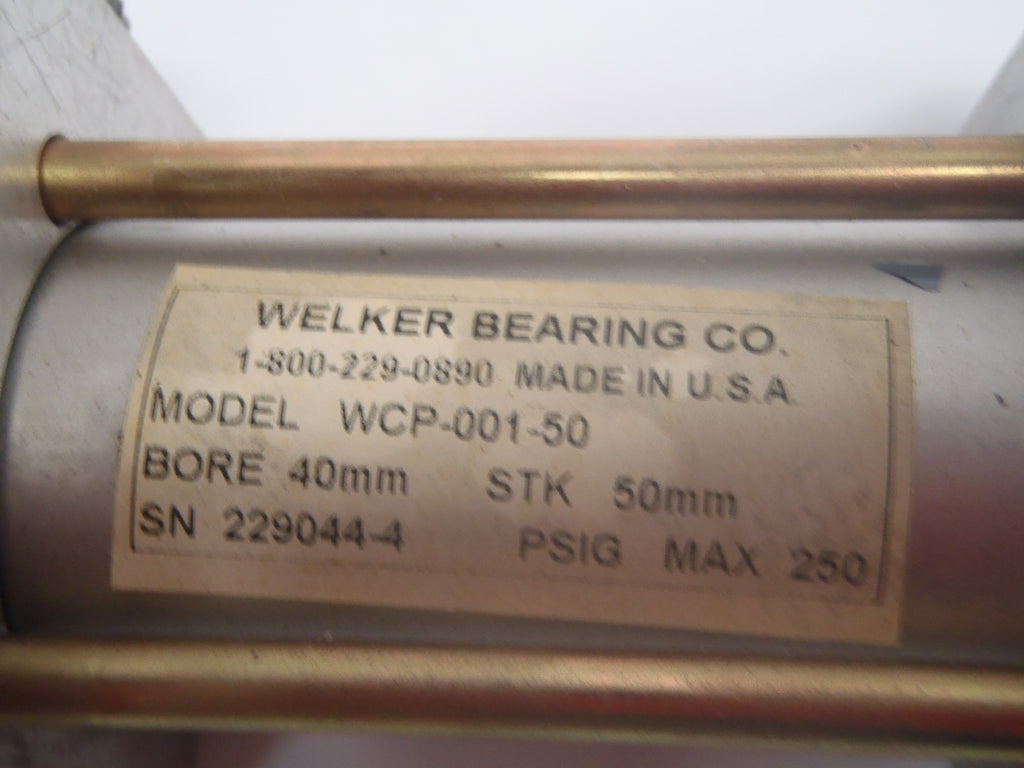 WELKER BEARING CO.
1-800-229-0890 MADE IN U.S.A.
MODEL WCP-001-50
BORE 40mm STK 50mm
SN 229044-4 PSIG MAX 250